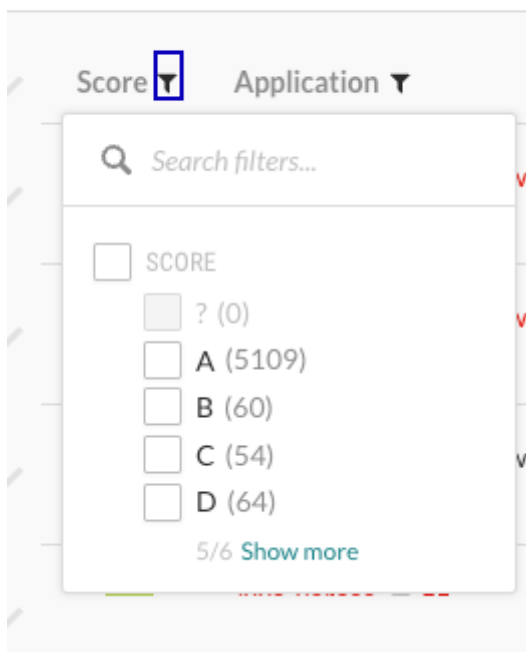 Score Application
Search filters...
SCORE
? (0)
A (5109)
B (60)
C (54)
D (64)
5/6 Show more